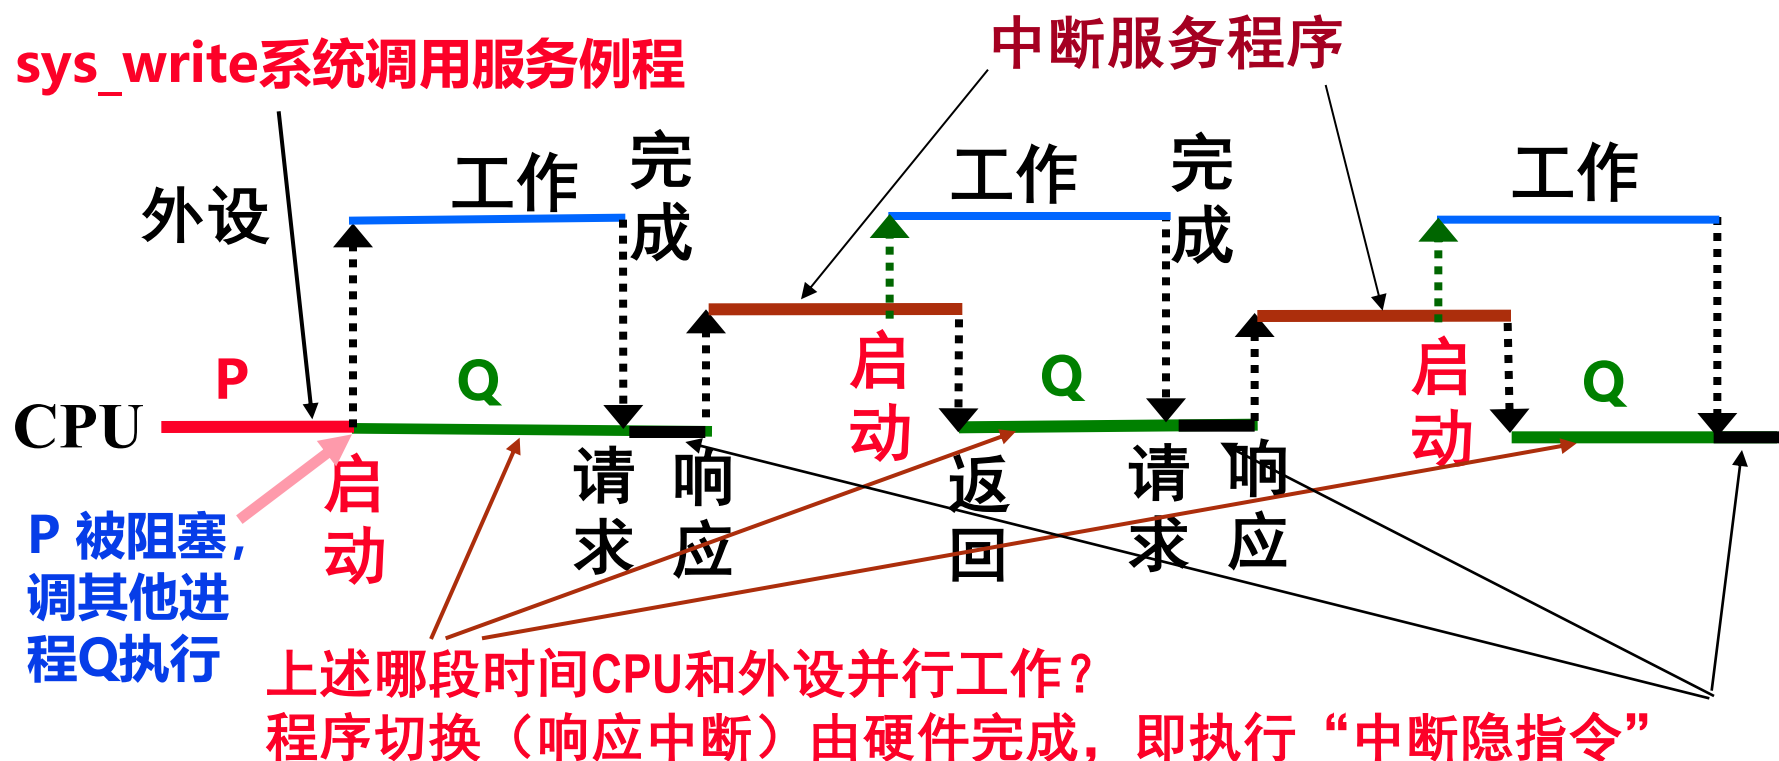 中断服务程序
sys_write系统调用服务例程
工作
完成
工作
完成
工作
外设
P
Q
启动
Q
启动
Q
CPU
启动
请求
响应
返回
请求
响应
P 被阻塞，
调其他进
程Q执行
上述哪段时间CPU和外设并行工作？
程序切换（响应中断）由硬件完成，即执行“中断隐指令”